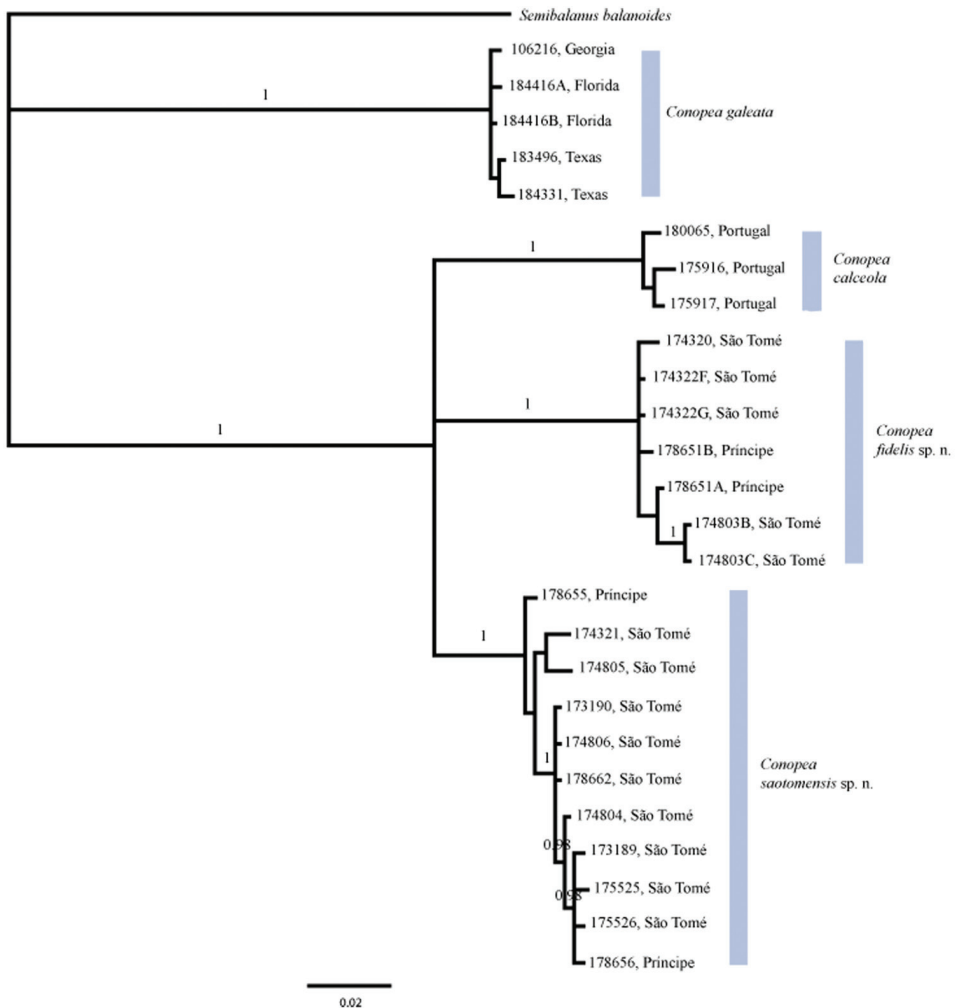 Semibalanus balanoides
106216, Georgia
1
184416A, Florida
Conopea galeata
184416B, Florida
183496, Texas
184331, Texas
180065, Portugal
1
Conopea
calceola
175916, Portugal
175917, Portugal
174320, São Tomé
174322F, São Tomé
1
174322G, São Tomé
1
Conopea
fidelis sp. n.
178651B, Príncipe
178651A, Príncipe
174803B, São Tomé
1
174803C, São Tomé
178655, Príncipe
1
174321, São Tomé
174805, São Tomé
173190, São Tomé
174806, São Tomé
1
Conopea
saotomensis sp. n.
178662, São Tomé
174804, São Tomé
0.98
173189, São Tomé
175525, São Tomé
0.98
175526, São Tomé
178656, Príncipe
0.02